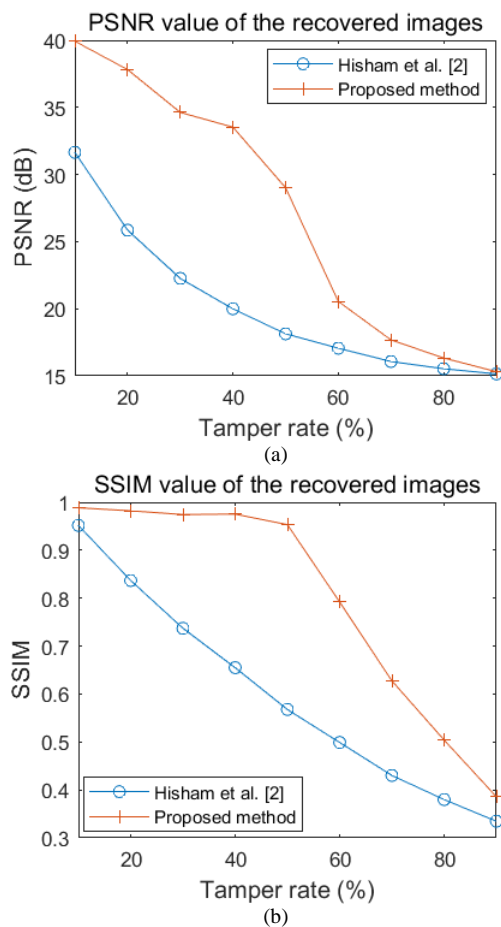 PSNR value of the recovered images
40
35
30
25
20
15
PSNR (dB)
Hisham et al. [2]
Proposed method
20 40 60 80
Tamper rate (%)
(a)
SSIM value of the recovered images
1
0.9
0.8
0.7
0.6
0.5
0.4
0.3
SSIM
Hisham et al. [2]
Proposed method
20 40 60 80
Tamper rate (%)
(b)